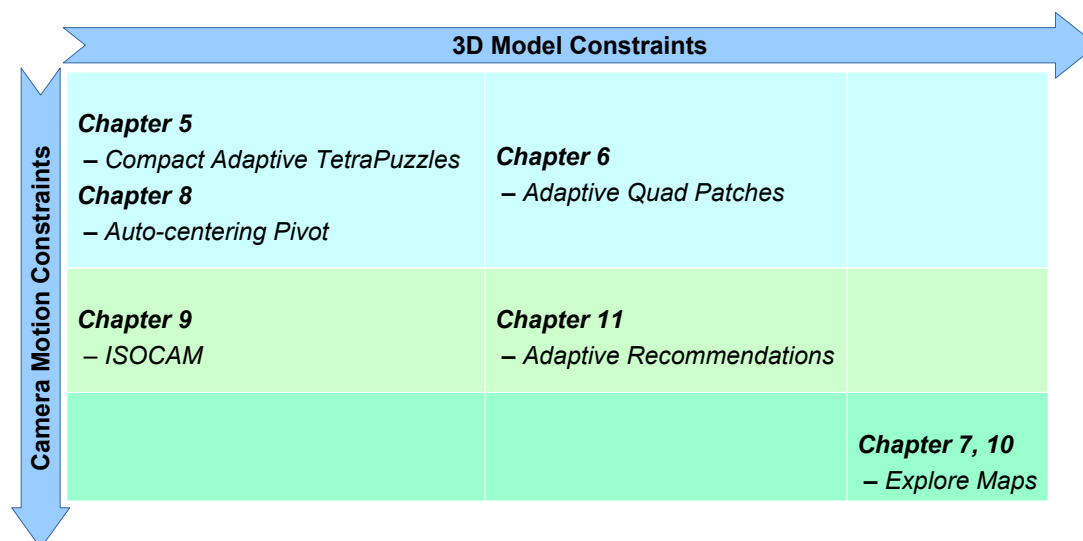 3D Model Constraints
Camera Motion Constraints
Chapter 5
– Compact Adaptive TetraPuzzles
Chapter 8
– Auto-centering Pivot
Chapter 6
– Adaptive Quad Patches
Chapter 9
– ISOCAM
Chapter 11
– Adaptive Recommendations
Chapter 7, 10
– Explore Maps